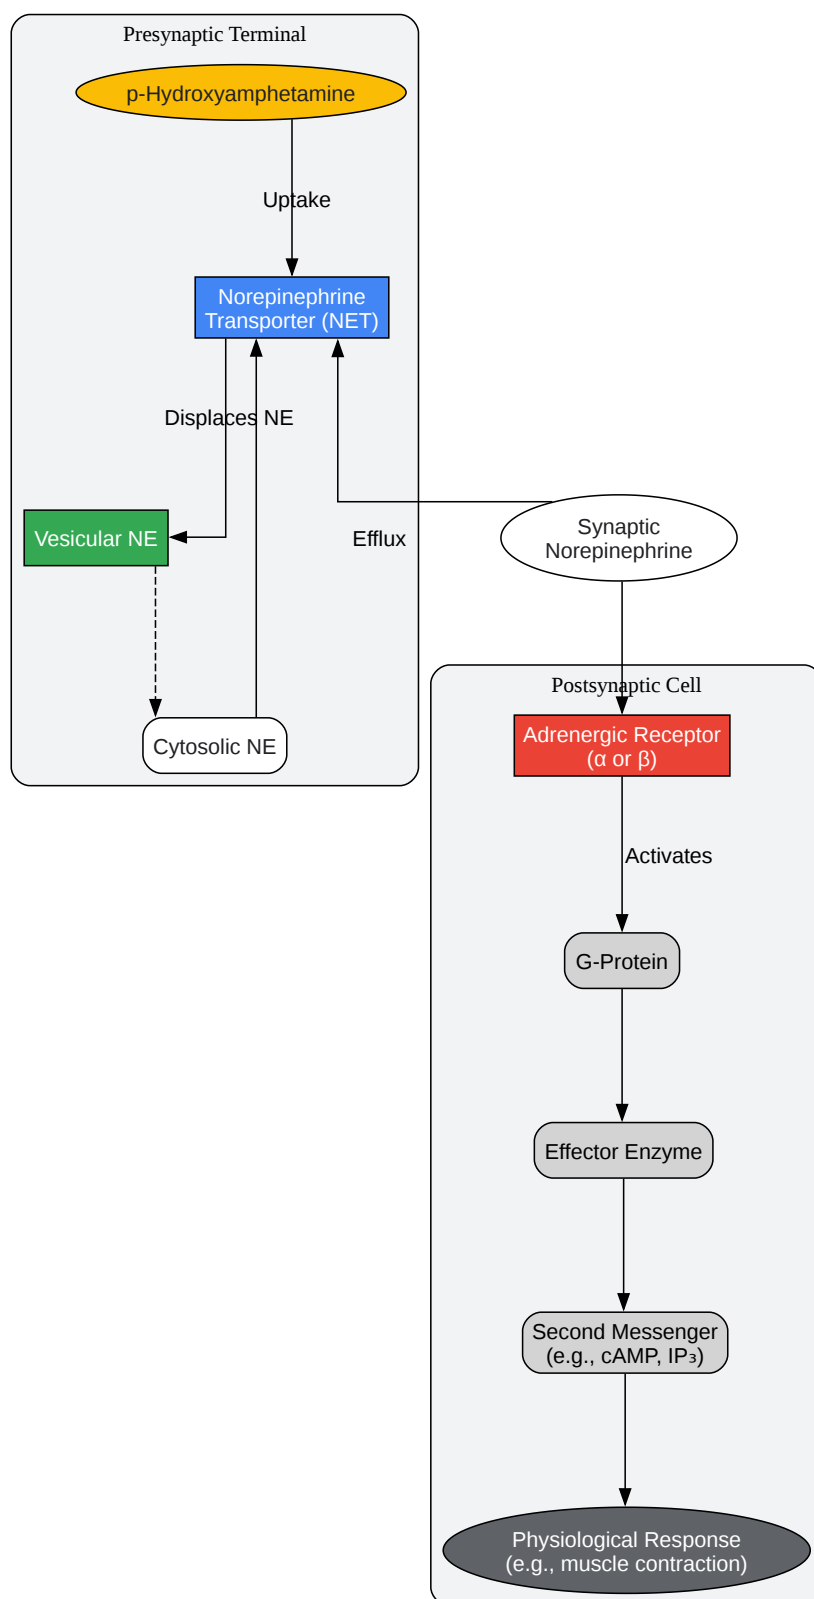 Presynaptic Terminal
p-Hydroxyamphetamine
Uptake
Norepinephrine
Transporter (NET)
Displaces NE
Vesicular NE
Efflux
Synaptic
Norepinephrine
Cytosolic NE
Postsynaptic Cell
Adrenergic Receptor
(α or β)
Activates
G-Protein
Effector Enzyme
Second Messenger
(e.g., cAMP, IP₃)
Physiological Response
(e.g., muscle contraction)